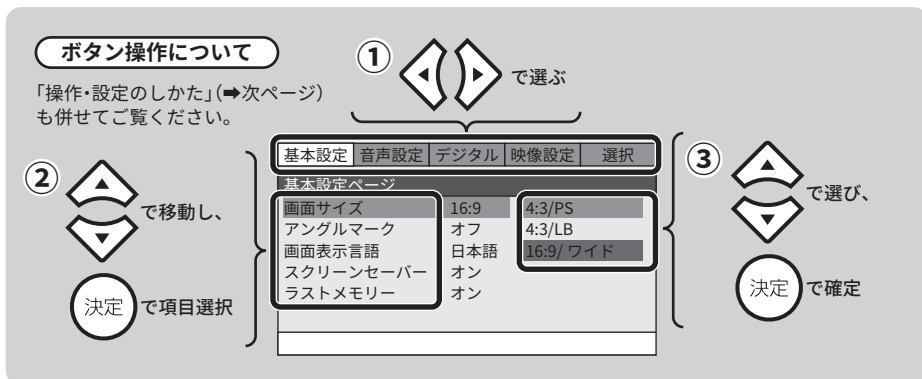 ボタン操作について
「操作・設定のしかた」(➡次ページ)
も併せてご覧ください。
①
で選ぶ
②
で移動し、
決定
で項目選択
基本設定 音声設定 デジタル 映像設定 選択
基本設定ページ
画面サイズ 16:9 4:3/PS
アングルマーク オフ 4:3/LB
画面表示言語 日本語 16:9/ワイド
スクリーンセーバー オン
ラストメモリー オン
③
で選び、
決定
で確定